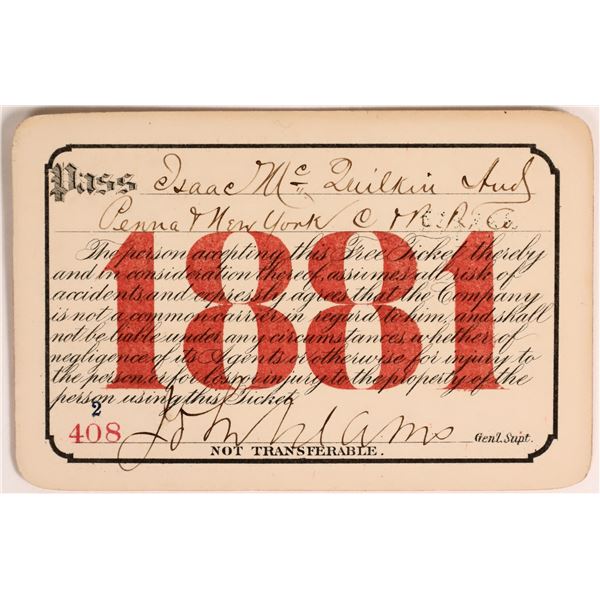 Pass Isaac McQuilkin Aud
Penna & New York C & R.R. Co.
1881
The person accepting this Free Ticket thereby
and in consideration thereof, assumes all risk of
accidents and expressly agrees that the Company
is not a common carrier in regard to him, and shall
not be liable under any circumstances whether of
negligence of its Agents or otherwise for injury to
the person, or for loss or injury to the property of the
person using this Ticket.
2
408
Gen'l. Supt.
NOT TRANSFERABLE.